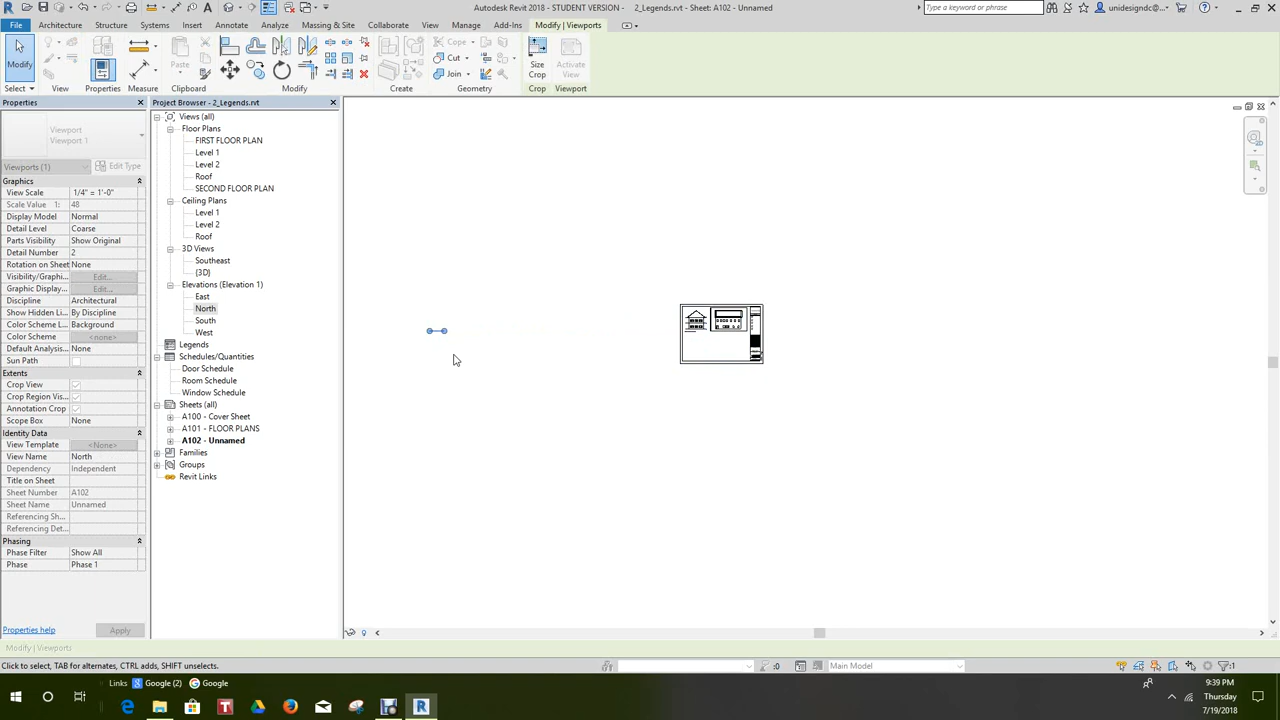 Autodesk Revit 2018 - STUDENT VERSION - 2_Legends.rvt - Sheet: A102 - Unnamed
Type a keyword or phrase
unidesigndc@...
File Architecture Structure Systems Insert Annotate Analyze Massing & Site Collaborate View Manage Add-Ins Modify | Viewports
Modify
Paste
Cope
Cut
Join
Size
Crop
Activate
View
Select View Properties Measure Clipboard Modify Create Geometry Crop Viewport
Properties
Viewport
Viewport 1
Viewports (1)
Edit Type
Graphics
View Scale 1/4" = 1'-0"
Scale Value 1: 48
Display Model Normal
Detail Level Coarse
Parts Visibility Show Original
Detail Number 2
Rotation on Sheet None
Visibility/Graphi... Edit...
Graphic Display... Edit...
Discipline Architectural
Show Hidden Li... By Discipline
Color Scheme L... Background
Color Scheme <none>
Default Analysis... None
Sun Path
Extents
Crop View
Crop Region Vis...
Annotation Crop
Scope Box None
Identity Data
View Template <None>
View Name North
Dependency Independent
Title on Sheet
Sheet Number A102
Sheet Name Unnamed
Referencing Sh...
Referencing Det...
Phasing
Phase Filter Show All
Phase Phase 1
Properties help
Apply
Project Browser - 2_Legends.rvt
Views (all)
Floor Plans
FIRST FLOOR PLAN
Level 1
Level 2
Roof
SECOND FLOOR PLAN
Ceiling Plans
Level 1
Level 2
Roof
3D Views
Southeast
{3D}
Elevations (Elevation 1)
East
North
South
West
Legends
Schedules/Quantities
Door Schedule
Room Schedule
Window Schedule
Sheets (all)
A100 - Cover Sheet
A101 - FLOOR PLANS
A102 - Unnamed
Families
Groups
Revit Links
Modify | Viewports
Click to select, TAB for alternates, CTRL adds, SHIFT unselects.
:0
Main Model
:1
Links Google (2) Google
9:39 PM
Thursday
7/19/2018